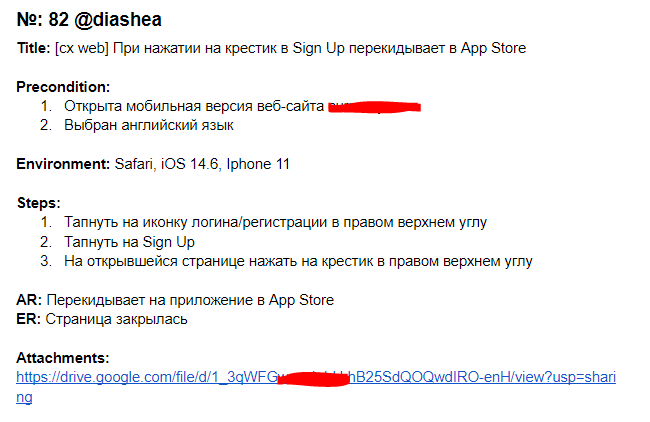 №: 82 @diashea
Title: [сх web] При нажатии на крестик в Sign Up перекидывает в App Store
Precondition:
1. Открыта мобильная версия веб-сайта
2. Выбран английский язык
Environment: Safari, iOS 14.6, Iphone 11
Steps:
1. Тапнуть на иконку логина/регистрации в правом верхнем углу
2. Тапнуть на Sign Up
3. На открывшейся странице нажать на крестик в правом верхнем углу
AR: Перекидывает на приложение в App Store
ER: Страница закрылась
Attachments:
https://drive.google.com/file/d/1_3qWFG hB25SdQOQwdIRO-enH/view?usp=shari
ng